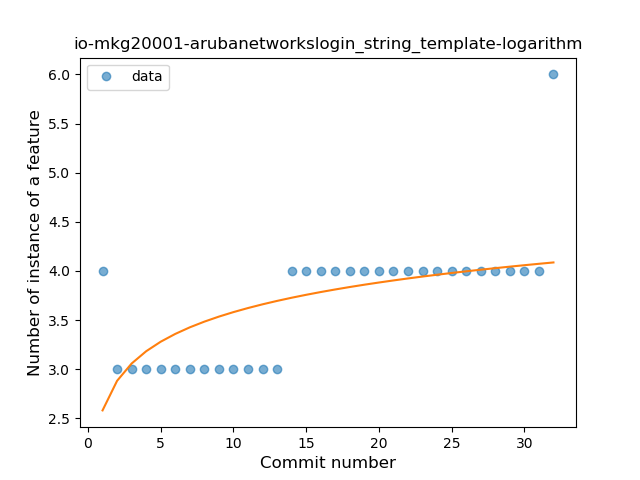 io-mkg20001-arubanetworkslogin_string_template-logarithm
data
Number of instance of a feature
6.0
5.5
5.0
4.5
4.0
3.5
3.0
2.5
0 5 10 15 20 25 30
Commit number